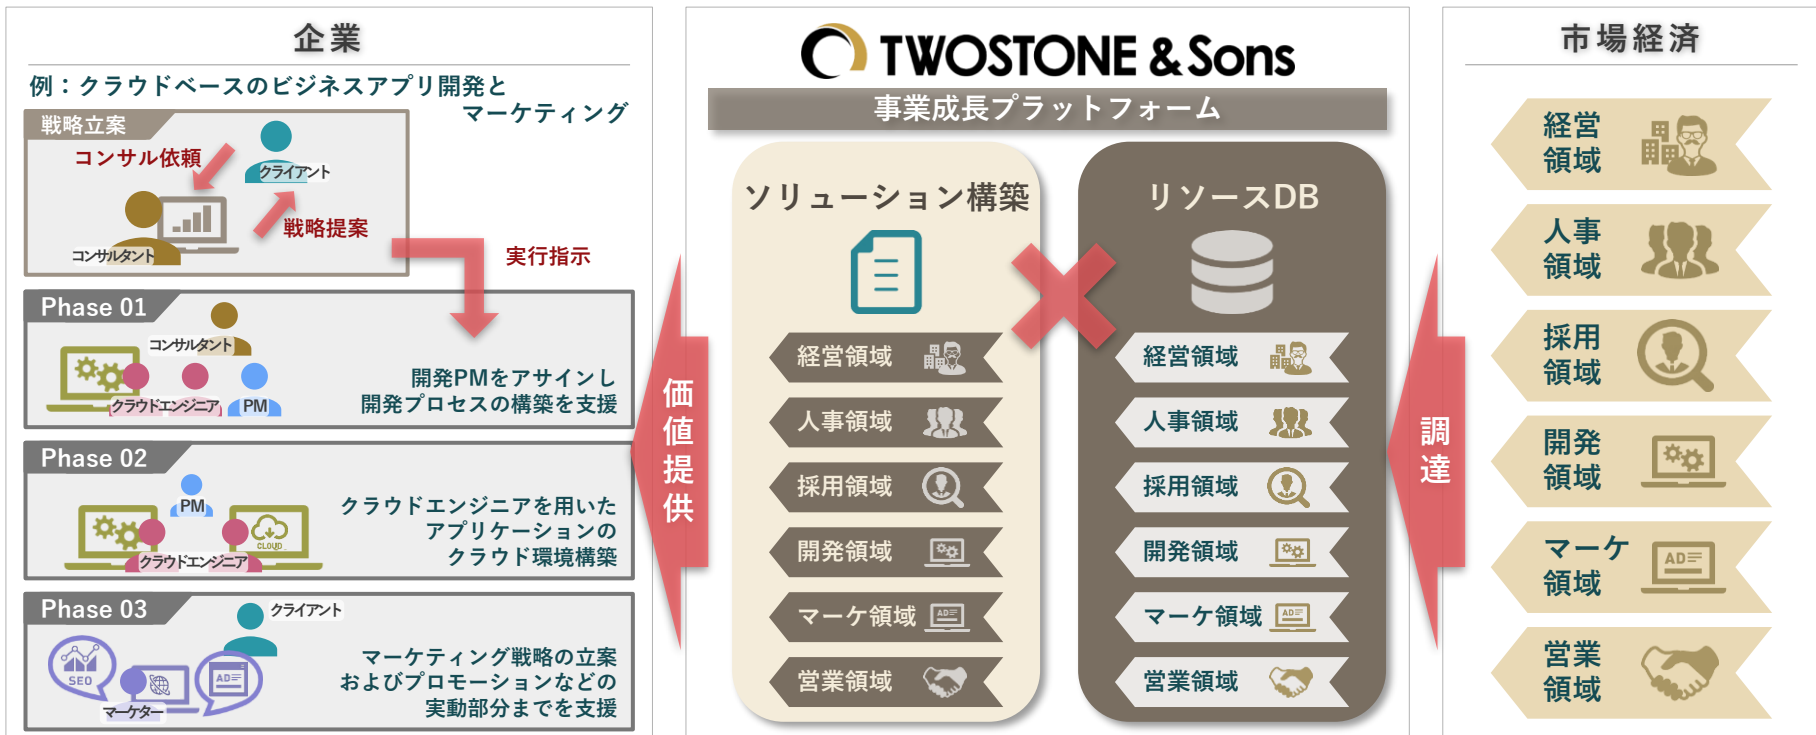 企業
例：クラウドベースのビジネスアプリ開発と
マーケティング
戦略立案
コンサル依頼
クライアント
戦略提案
コンサルタント
実行指示
Phase 01
コンサルタント
クラウドエンジニア
PM
開発PMをアサインし
開発プロセスの構築を支援
Phase 02
PM
CLOUD
クラウドエンジニア
クラウドエンジニアを用いた
アプリケーションの
クラウド環境構築
Phase 03
クライアント
SEO
AD
マーケター
マーケティング戦略の立案
およびプロモーションなどの
実動部分までを支援
価値提供
TWOSTONE & Sons
事業成長プラットフォーム
ソリューション構築
経営領域
人事領域
採用領域
開発領域
マーケ領域
AD
営業領域
リソースDB
経営領域
人事領域
採用領域
開発領域
マーケ領域
AD
営業領域
調達
市場経済
経営
領域
人事
領域
採用
領域
開発
領域
マーケ
領域
AD
営業
領域